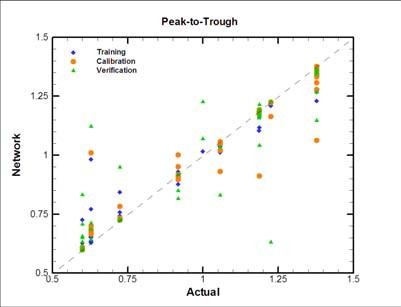 Peak-to-Trough
1.5
Training
Calibration
Verification
1.25
Network
1
0.75
0.5
0.5
0.75
1
1.25
1.5
Actual